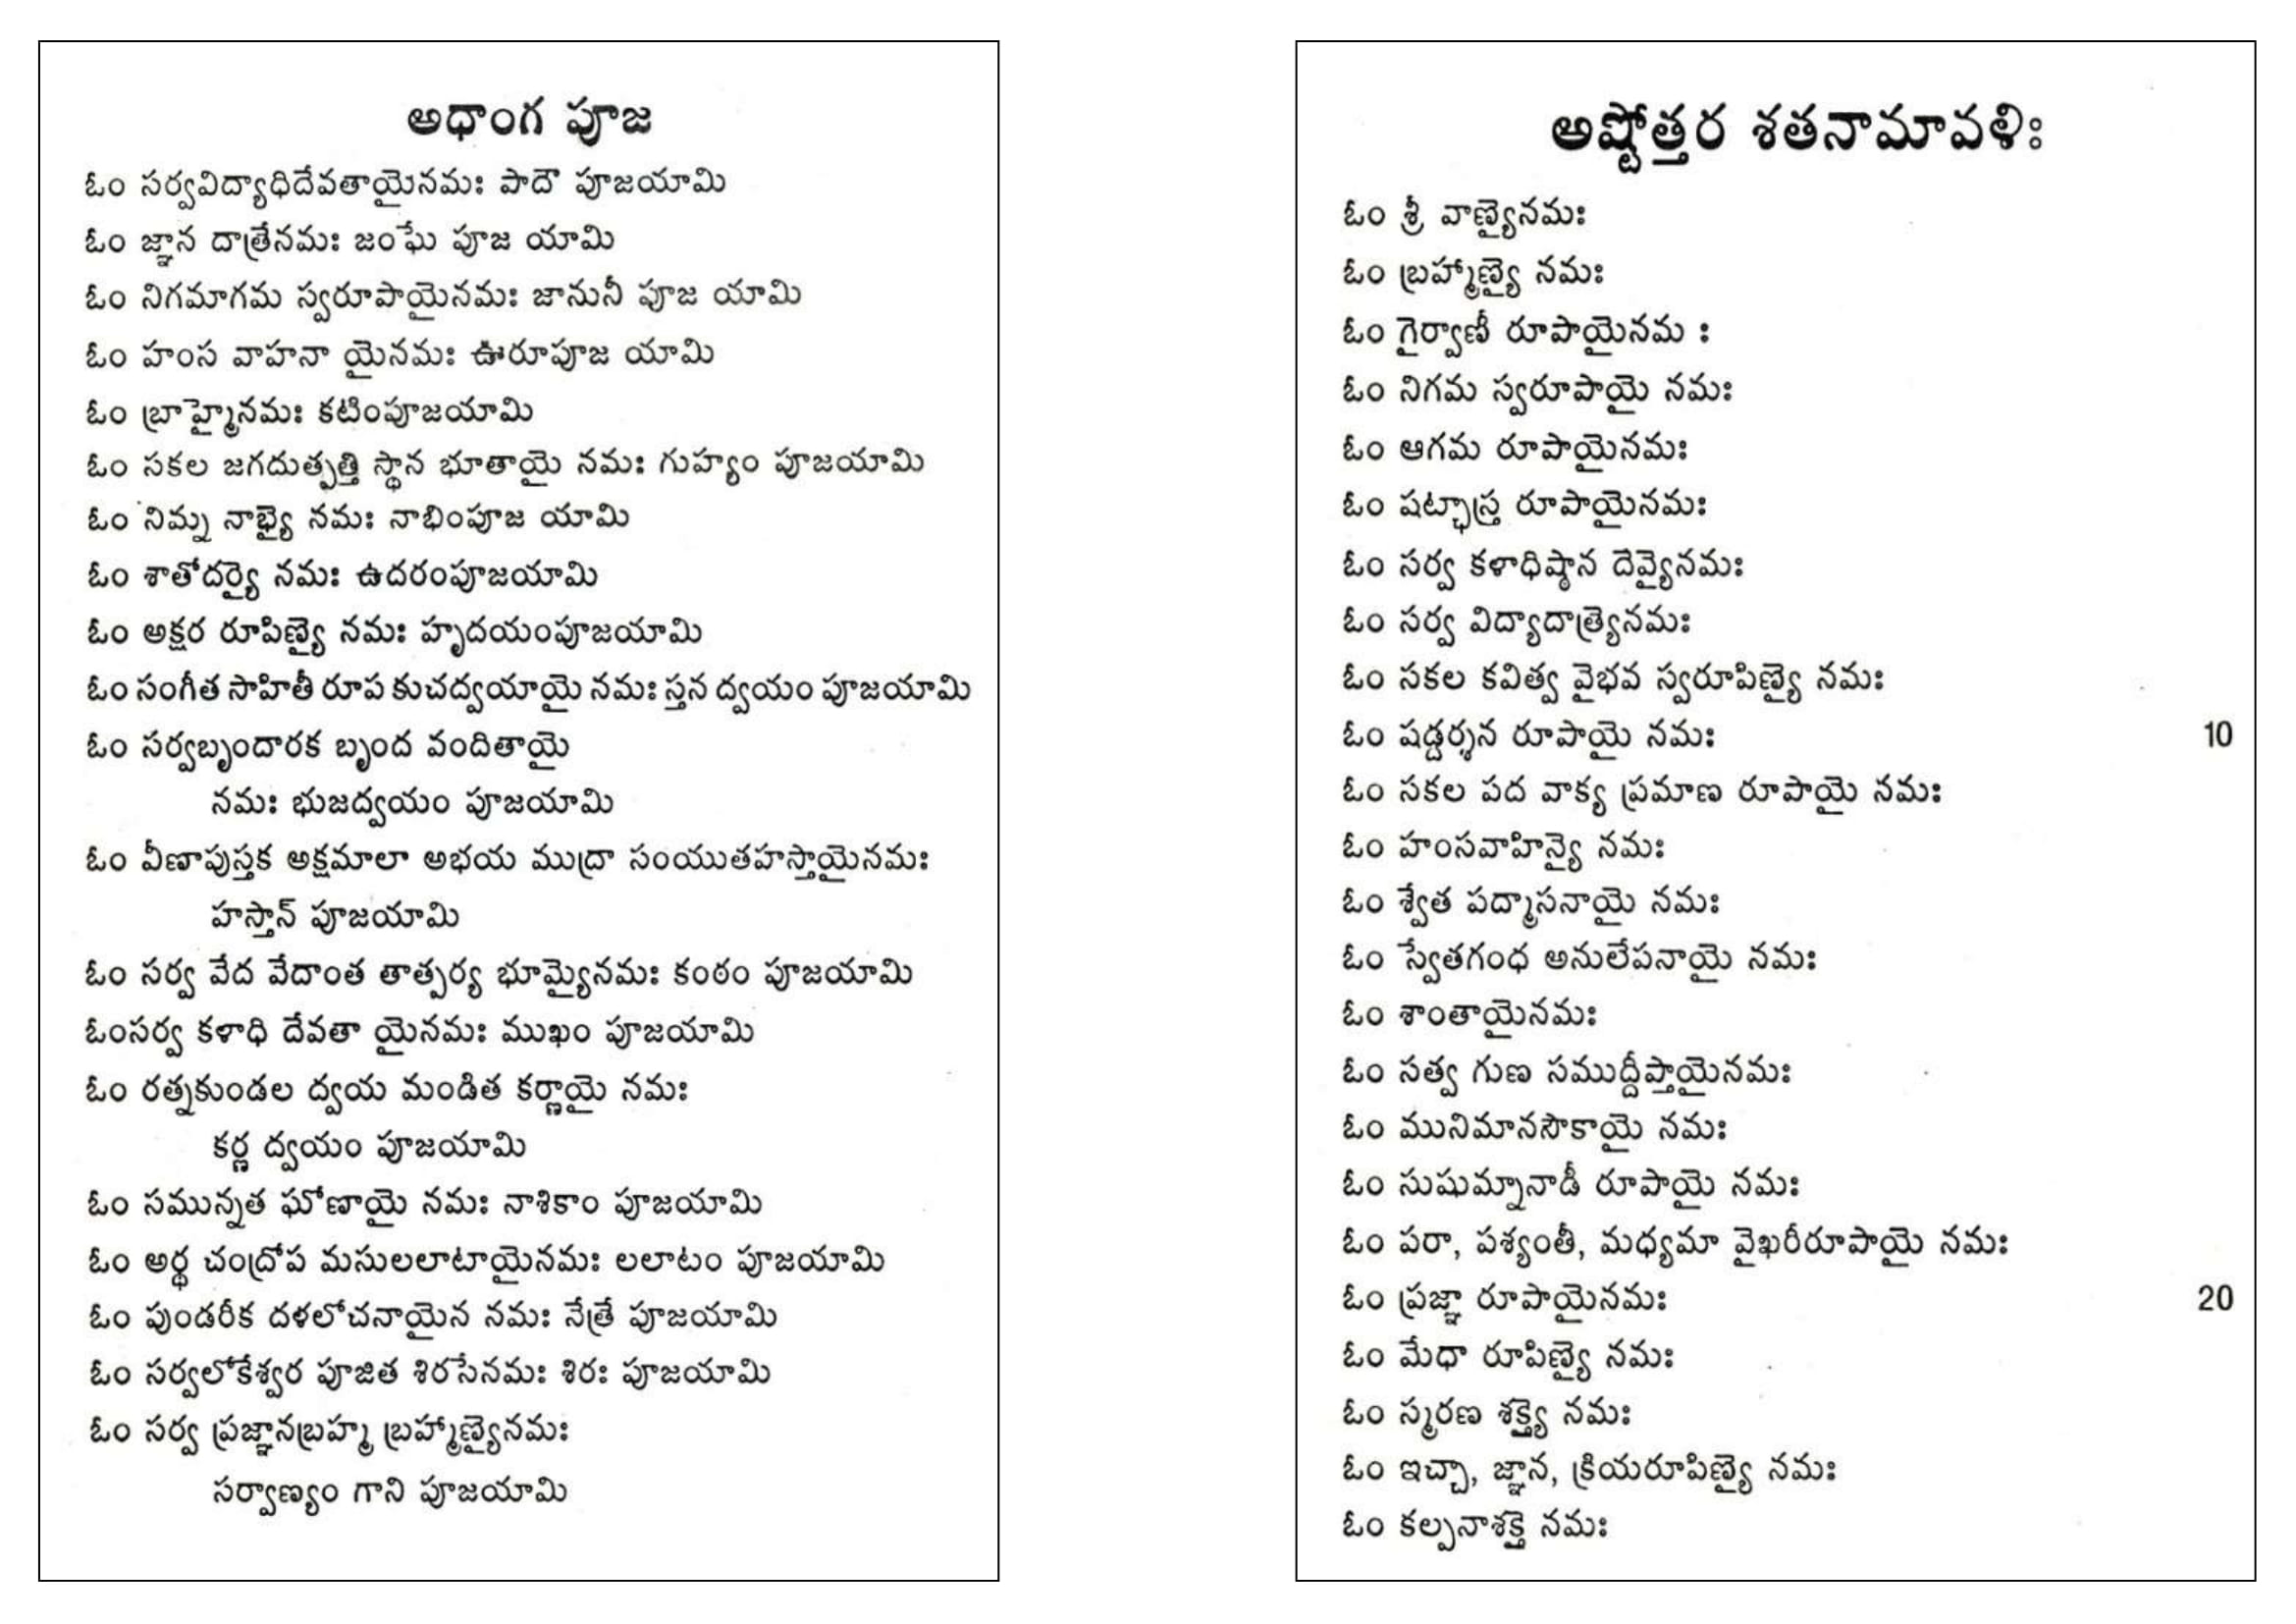 అధాంగ పూజ
ఓం సర్వవిద్యాధిదేవతాయైనమః పాదౌ పూజయామి
ఓం జ్ఞాన దాత్రేనమః జంఘే పూజ యామి
ఓం నిగమాగమ స్వరూపాయైనమః జానునీ పూజ యామి
ఓం హంస వాహనా యైనమః ఊరూపూజ యామి
ఓం బ్రాహ్మైనమః కటింపూజయామి
ఓం సకల జగదుత్పత్తి స్థాన భూతాయై నమః గుహ్యం పూజయామి
ఓం నిమ్న నాభ్యై నమః నాభింపూజ యామి
ఓం శాతోదర్యై నమః ఉదరంపూజయామి
ఓం అక్షర రూపిణ్యై నమః హృదయంపూజయామి
ఓం సంగీత సాహితీ రూప కుచద్వయాయై నమః స్తన ద్వయం పూజయామి
ఓం సర్వబృందారక బృంద వందితాయై
నమః భుజద్వయం పూజయామి
ఓం వీణాపుస్తక అక్షమాలా అభయ ముద్రా సంయుతహస్తాయైనమః
హస్తాన్ పూజయామి
ఓం సర్వ వేద వేదాంత తాత్పర్య భూమ్యైనమః కంఠం పూజయామి
ఓంసర్వ కళాధి దేవతా యైనమః ముఖం పూజయామి
ఓం రత్నకుండల ద్వయ మండిత కర్ణాయై నమః
కర్ణ ద్వయం పూజయామి
ఓం సమున్నత ఘోణాయై నమః నాశికాం పూజయామి
ఓం అర్థ చంద్రోప మసులలాటాయైనమః లలాటం పూజయామి
ఓం పుండరీక దళలోచనాయైన నమః నేత్రే పూజయామి
ఓం సర్వలోకేశ్వర పూజిత శిరసేనమః శిరః పూజయామి
ఓం సర్వ ప్రజ్ఞానబ్రహ్మ బ్రహ్మాణ్యైనమః
సర్వాణ్యం గాని పూజయామి
అష్టోత్తర శతనామావళిః
ఓం శ్రీ వాణ్యైనమః
ఓం బ్రహ్మాణ్యై నమః
ఓం గైర్వాణీ రూపాయైనమ ః
ఓం నిగమ స్వరూపాయై నమః
ఓం ఆగమ రూపాయైనమః
ఓం షట్ఛాస్త్ర రూపాయైనమః
ఓం సర్వ కళాధిష్ఠాన దేవ్యైనమః
ఓం సర్వ విద్యాదాత్ర్యైనమః
ఓం సకల కవిత్వ వైభవ స్వరూపిణ్యై నమః
ఓం షడ్దర్శన రూపాయై నమః 10
ఓం సకల పద వాక్య ప్రమాణ రూపాయై నమః
ఓం హంసవాహిన్యై నమః
ఓం శ్వేత పద్మాసనాయై నమః
ఓం స్వేతగంధ అనులేపనాయై నమః
ఓం శాంతాయైనమః
ఓం సత్వ గుణ సముద్దీప్తాయైనమః
ఓం మునిమానసౌకాయై నమః
ఓం సుషుమ్నానాడీ రూపాయై నమః
ఓం పరా, పశ్యంతీ, మధ్యమా వైఖరీరూపాయై నమః
ఓం ప్రజ్ఞా రూపాయైనమః 20
ఓం మేధా రూపిణ్యై నమః
ఓం స్మరణ శక్త్యై నమః
ఓం ఇచ్చా, జ్ఞాన, క్రియరూపిణ్యై నమః
ఓం కల్పనాశక్తై నమః